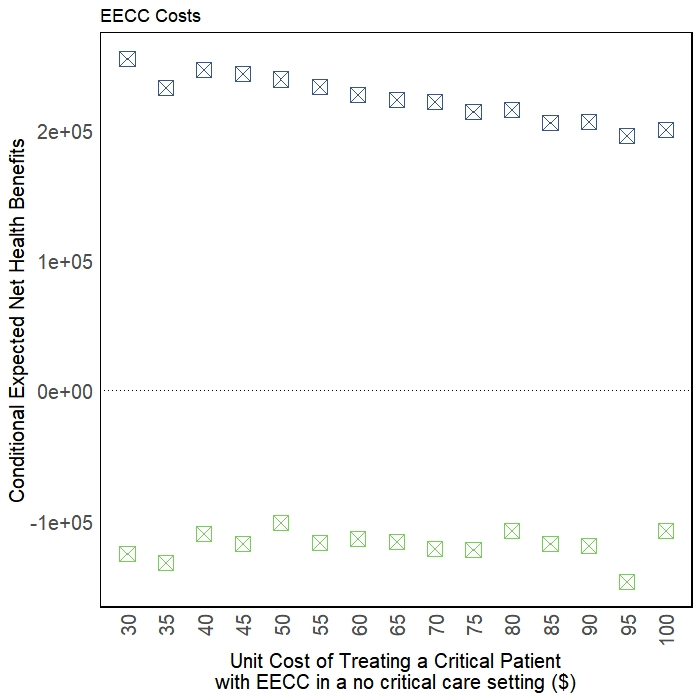 EECC Costs
Conditional Expected Net Health Benefits
2e+05
1e+05
0e+00
-1e+05
30 35 40 45 50 55 60 65 70 75 80 85 90 95 100
Unit Cost of Treating a Critical Patient
with EECC in a no critical care setting ($)